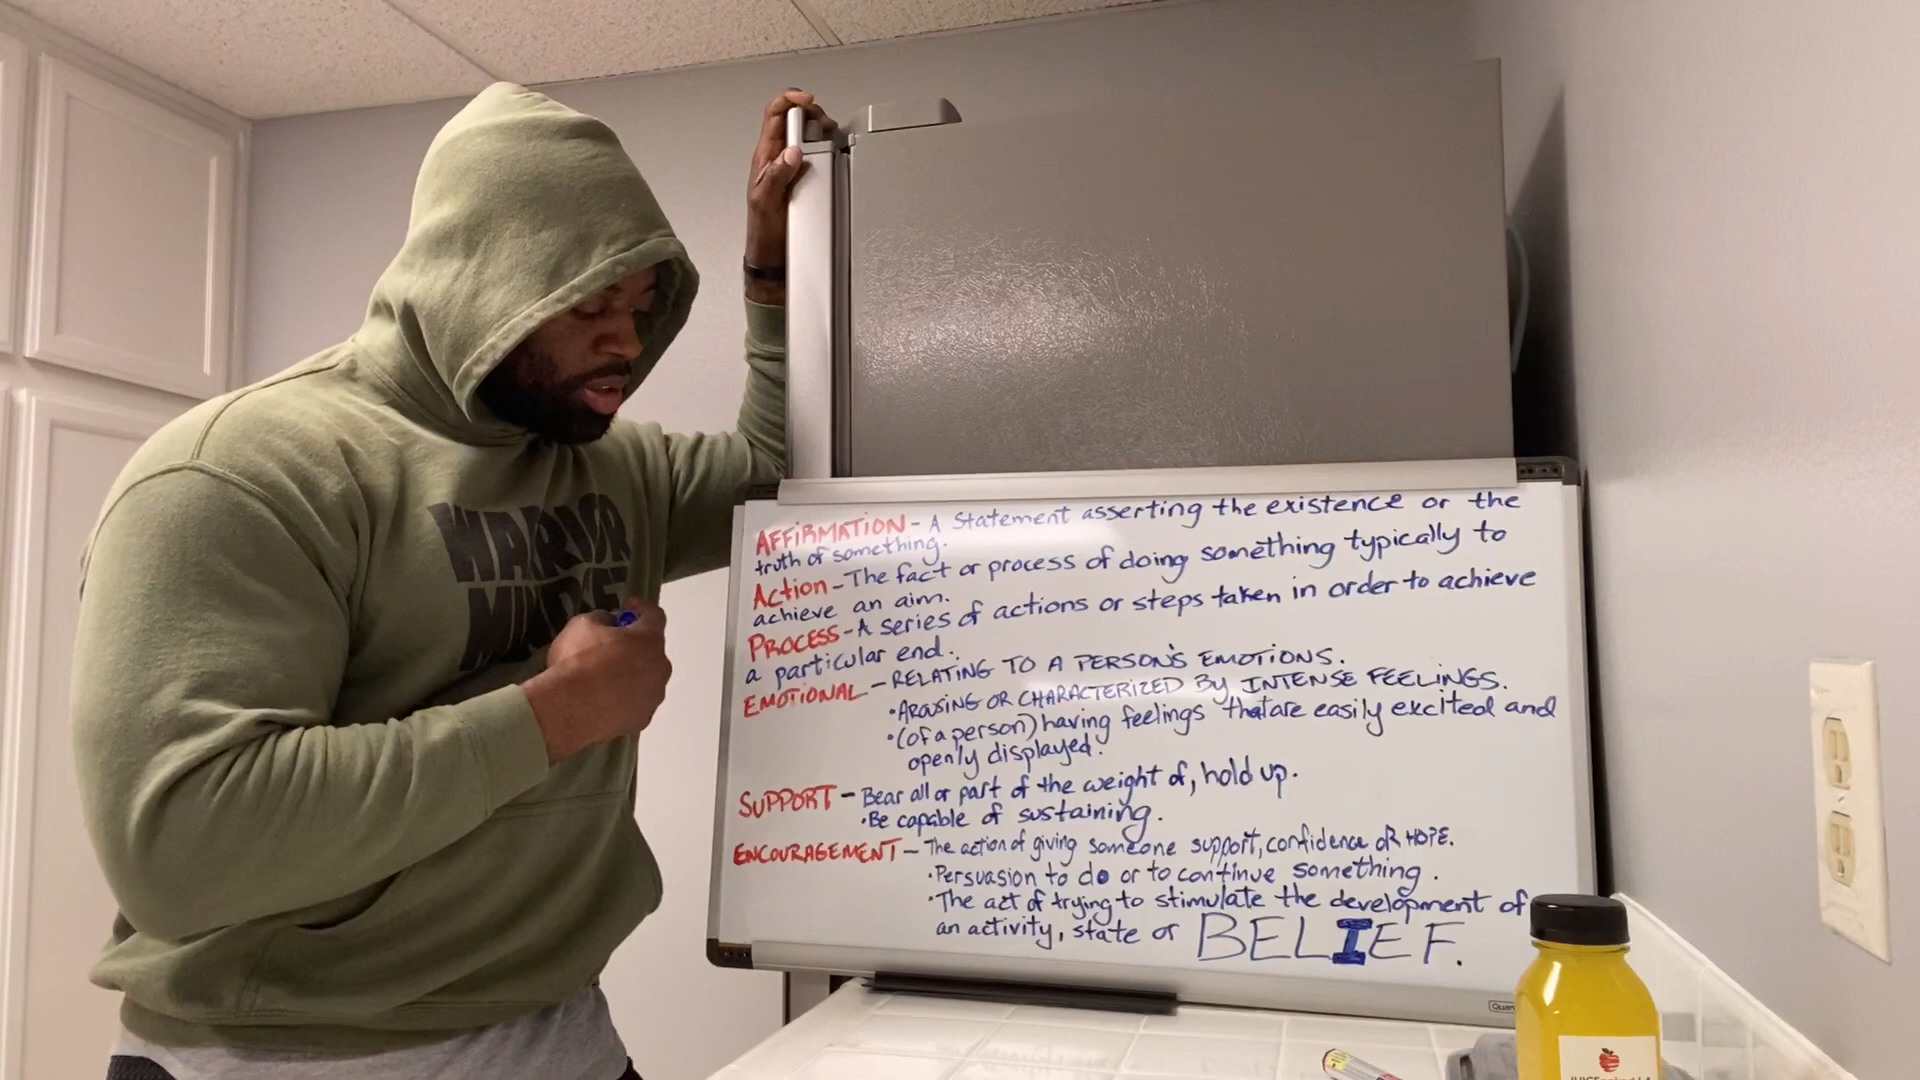 WARRIOR
MINDSET
AFFIRMATION - A Statement asserting the existence or the
truth of something.
Action - The fact or process of doing something typically to
achieve an aim.
PROCESS - A series of actions or steps taken in order to achieve
a particular end.
EMOTIONAL - RELATING TO A PERSON'S EMOTIONS.
• AROUSING OR CHARACTERIZED By INTENSE FEELINGS.
• (of a person) having feelings that are easily excited and
openly displayed.
SUPPORT - Bear all or part of the weight of, hold up.
• Be capable of sustaining.
ENCOURAGEMENT - The action of giving someone support, confidence OR HOPE.
• Persuasion to do or to continue something.
• The act of trying to stimulate the development of
an activity, state or BELIEF.